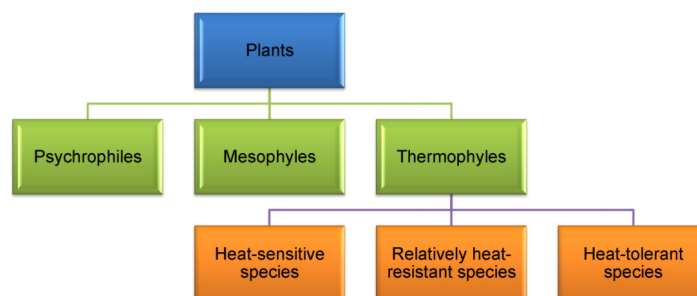 Plants
Psychrophiles
Mesophyles
Thermophyles
Heat-sensitive
species
Relatively heat-
resistant species
Heat-tolerant
species